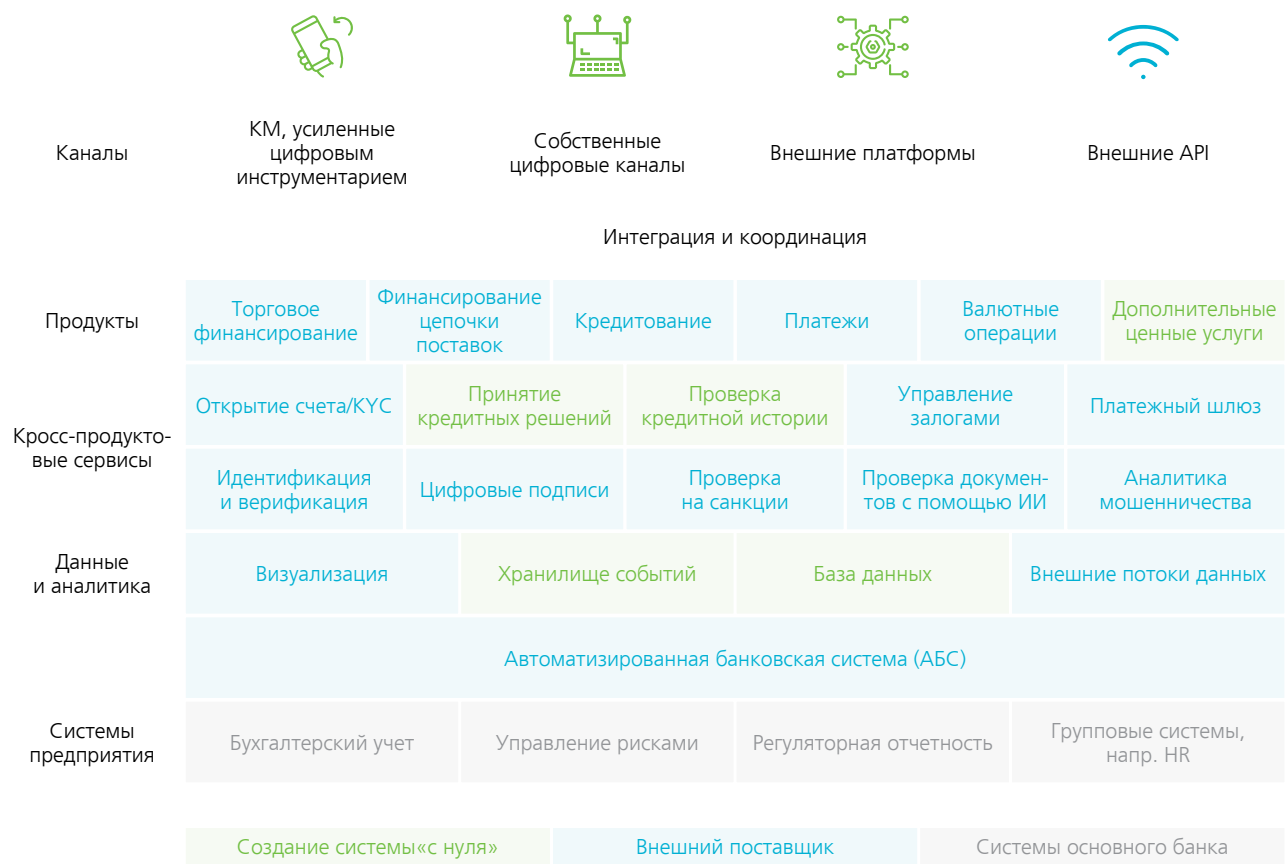 Каналы
КМ, усиленные
цифровым
инструментарием
Собственные
цифровые каналы
Внешние платформы
Внешние API
Интеграция и координация
Продукты
Торговое
финансирование
Финансирование
цепочки
поставок
Кредитование
Платежи
Валютные
операции
Дополнительные
ценные услуги
Кросс-продукто-
вые сервисы
Открытие счета/KYC
Принятие
кредитных решений
Проверка
кредитной истории
Управление
залогами
Платежный шлюз
Идентификация
и верификация
Цифровые подписи
Проверка
на санкции
Проверка докумен-
тов с помощью ИИ
Аналитика
мошенничества
Данные
и аналитика
Визуализация
Хранилище событий
База данных
Внешние потоки данных
Автоматизированная банковская система (АБС)
Системы
предприятия
Бухгалтерский учет
Управление рисками
Регуляторная отчетность
Групповые системы,
напр. HR
Создание системы«с нуля»
Внешний поставщик
Системы основного банка